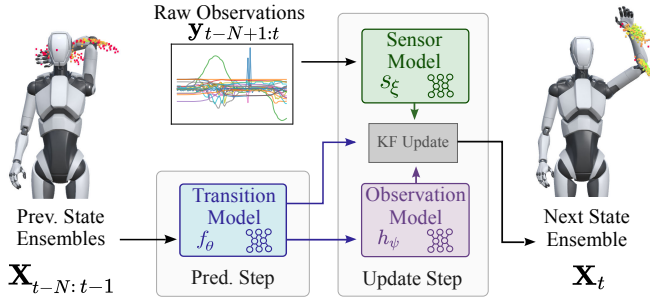 Raw Observations
y_{t−N+1:t}
Sensor
Model
s_ξ
KF Update
Transition
Model
f_θ
Observation
Model
h_ψ
Prev. State
Ensembles
X_{t−N:t−1}
Pred. Step
Update Step
Next State
Ensemble
X_t